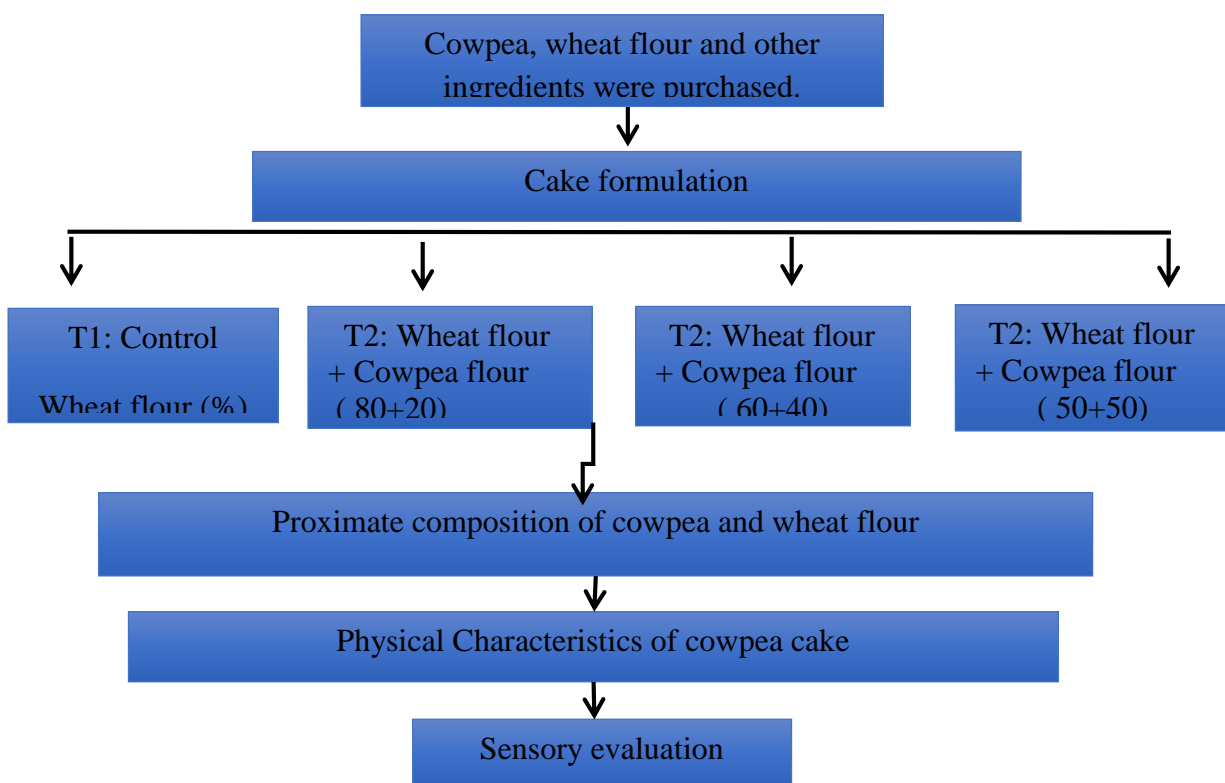 Cowpea, wheat flour and other
ingredients were purchased.
Cake formulation
T1: Control
Wheat flour (%)
T2: Wheat flour
+ Cowpea flour
( 80+20)
T2: Wheat flour
+ Cowpea flour
( 60+40)
T2: Wheat flour
+ Cowpea flour
( 50+50)
Proximate composition of cowpea and wheat flour
Physical Characteristics of cowpea cake
Sensory evaluation